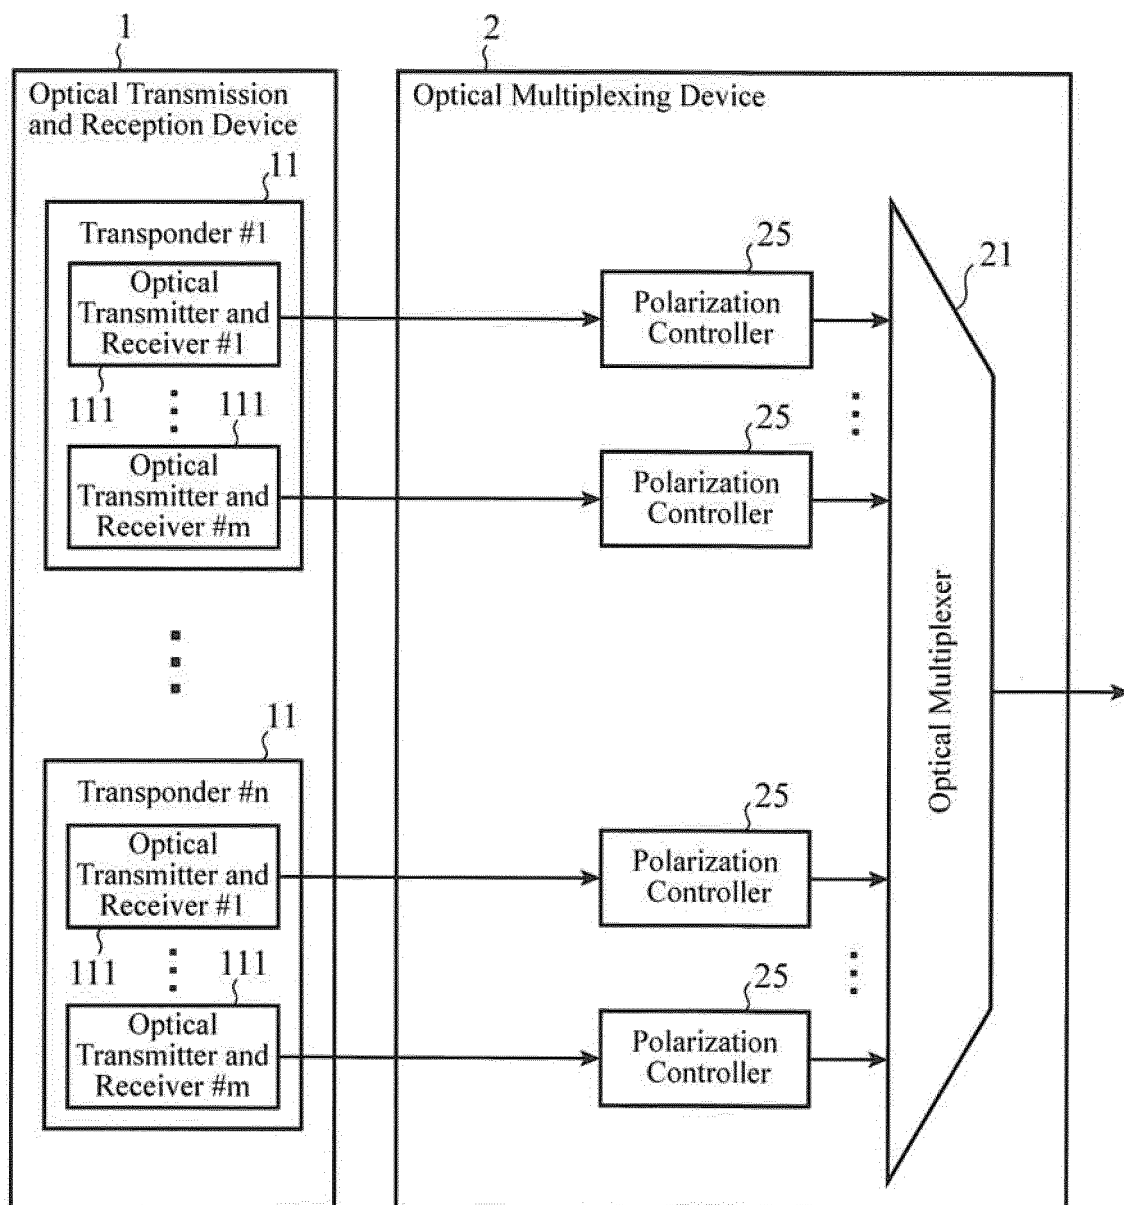 1
2
Optical Transmission
and Reception Device
Optical Multiplexing Device
11
Transponder #1
Optical
Transmitter and
Receiver #1
111
111
Optical
Transmitter and
Receiver #m
25
Polarization
Controller
25
Polarization
Controller
21
Optical Multiplexer
11
Transponder #n
Optical
Transmitter and
Receiver #1
111
111
Optical
Transmitter and
Receiver #m
25
Polarization
Controller
25
Polarization
Controller